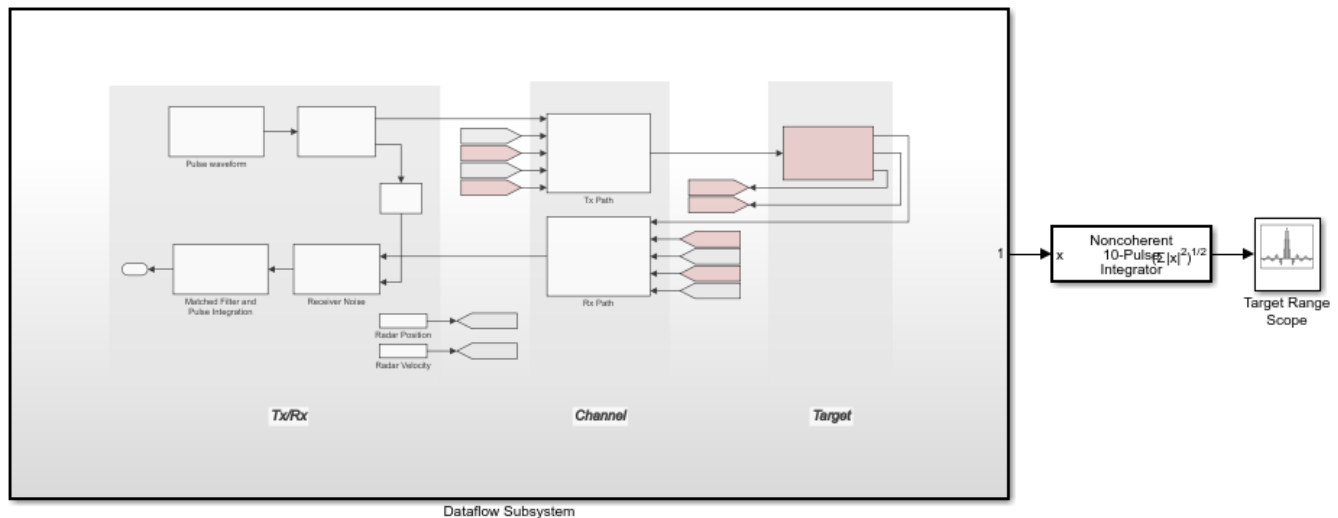 Pulse waveform
Tx Path
Matched Filter and
Pulse Integration
Receiver Noise
Rx Path
Radar Position
Radar Velocity
Tx/Rx
Channel
Target
Dataflow Subsystem
1
x
Noncoherent
10-Pulse
Integrator
(Σ|x|²)^1/2
Target Range
Scope